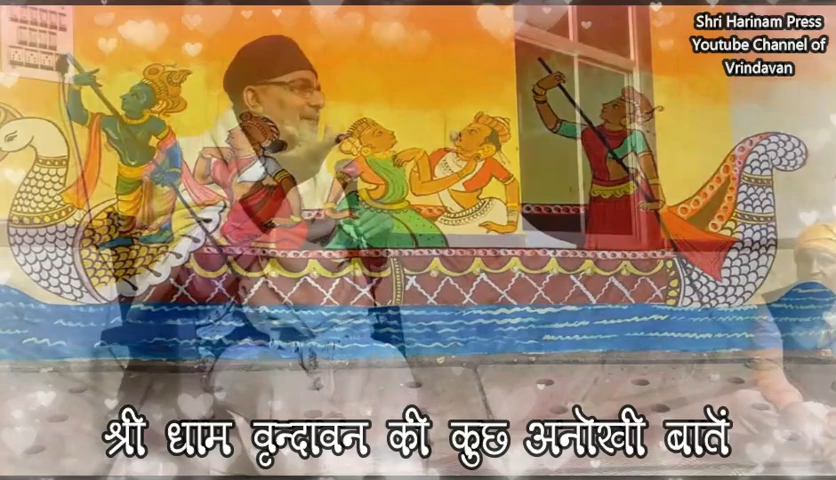 Shri Harinam Press
Youtube Channel of
Vrindavan
श्री धाम वृन्दावन की कुछ अनोखी बातें